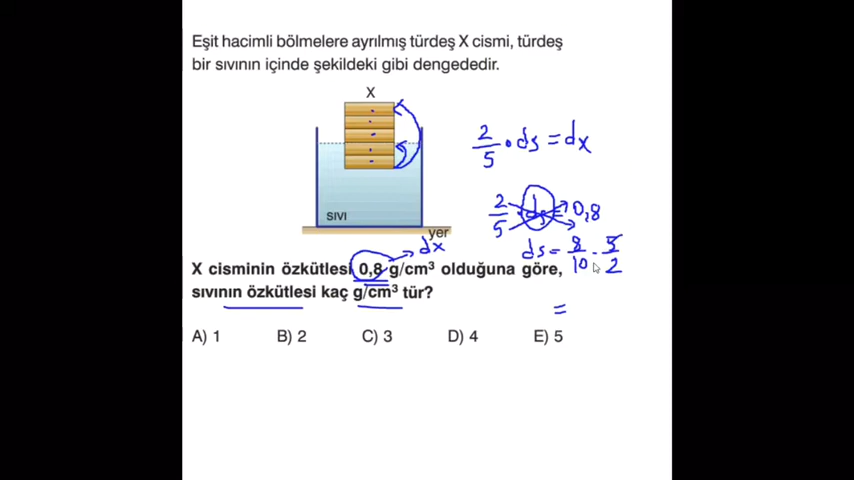 Eşit hacimli bölmelere ayrılmış türdeş X cismi, türdeş
bir sıvının içinde şekildeki gibi dengededir.
X
2/5 · ds = dx
SIVI
2/5 · ds = 0,8
yer
dx
ds = 8/10 · 5/2
X cisminin özkütlesi 0,8 g/cm³ olduğuna göre,
sıvının özkütlesi kaç g/cm³ tür?
=
A) 1 B) 2 C) 3 D) 4 E) 5